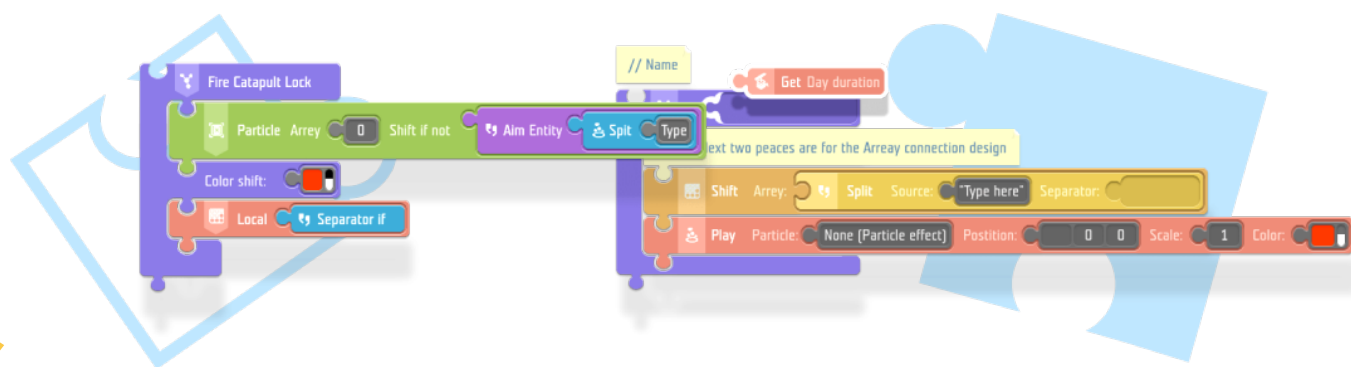 Fire Catapult Lock
Particle Arrey 0 Shift if not Aim Entity Spit Type
Color shift:
Local Separator if
// Name
Get Day duration
ext two peaces are for the Arreay connection design
Shift Arrey: Split Source: "Type here" Separator:
Play Particle: None (Particle effect) Postition: 0 0 Scale: 1 Color: